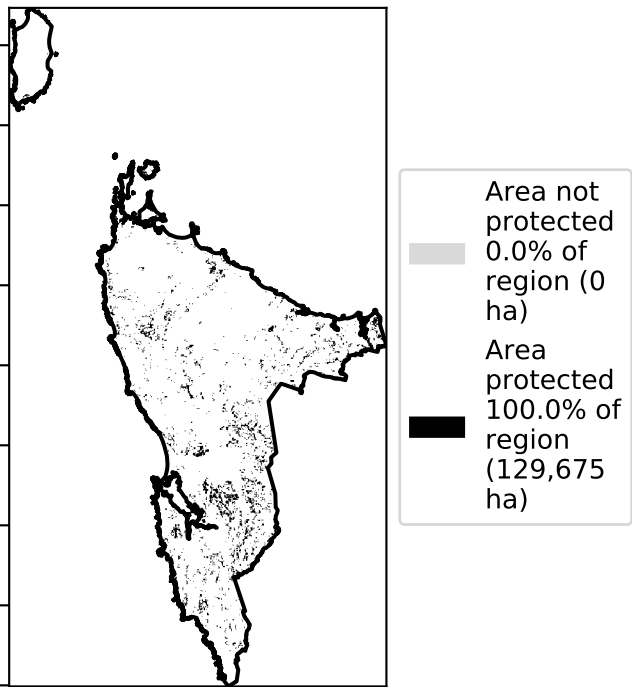 Area not
protected
0.0% of
region (0
ha)
Area
protected
100.0% of
region
(129,675
ha)